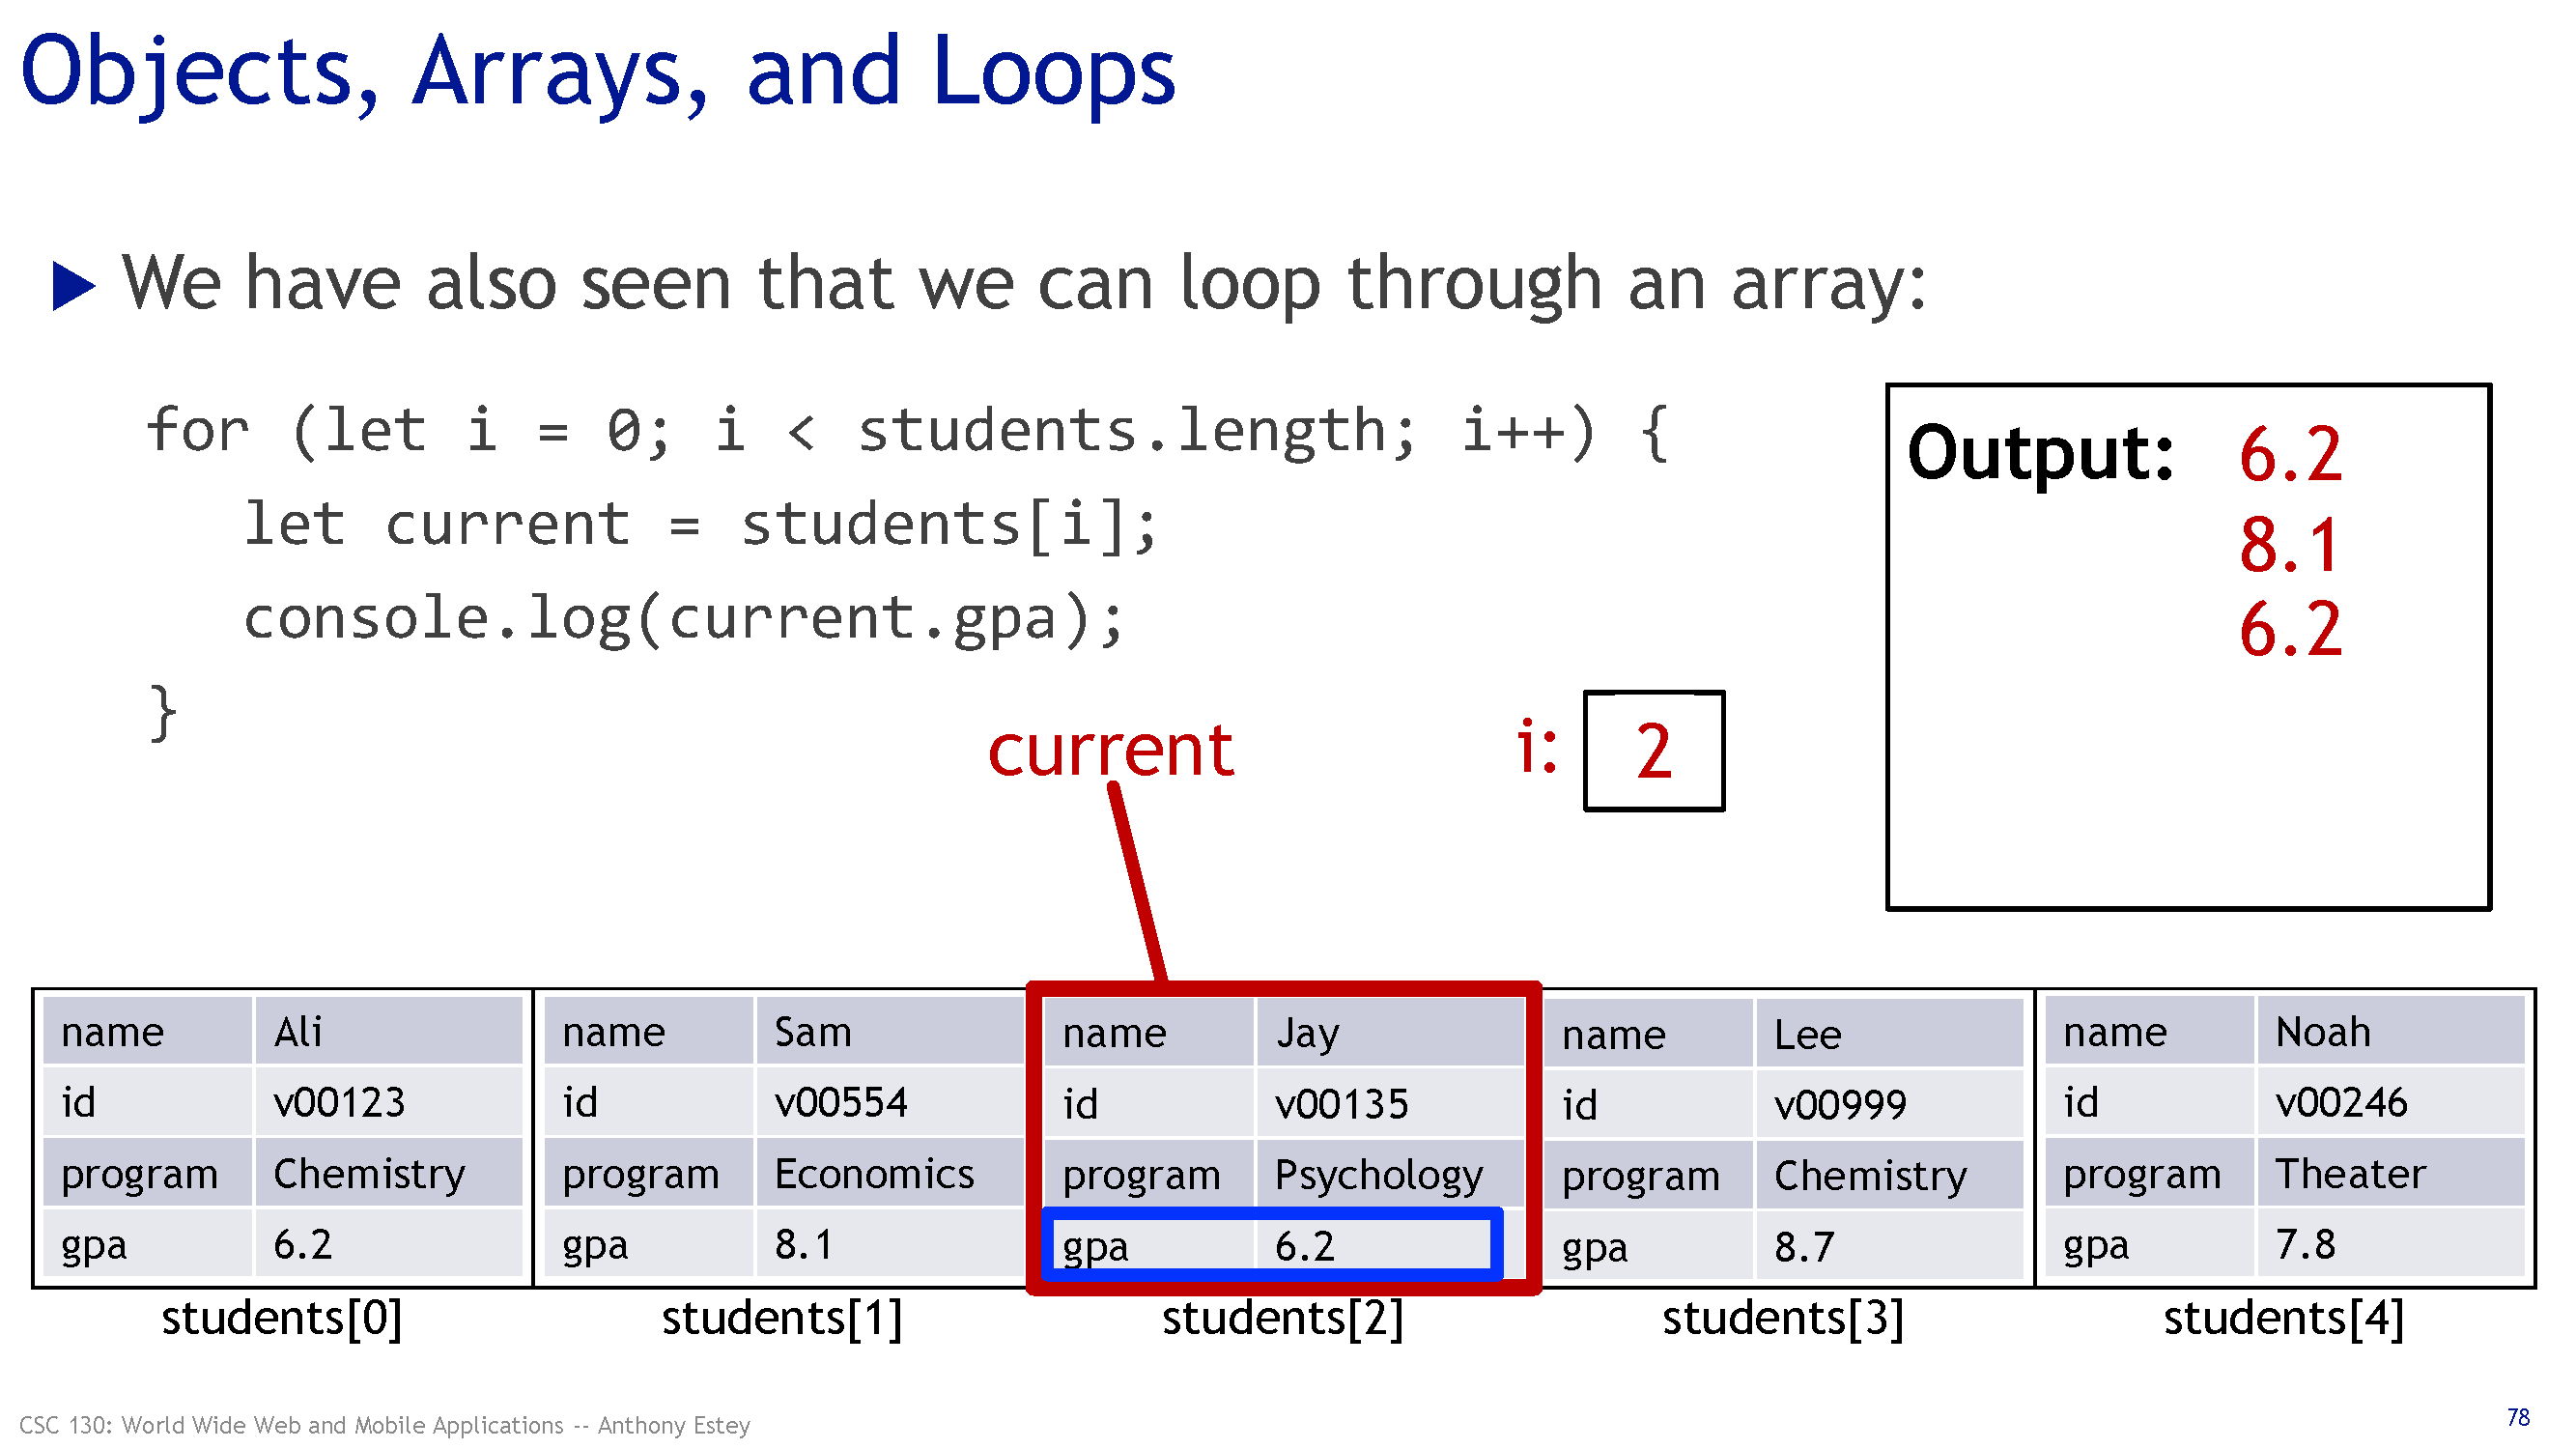 Objects, Arrays, and Loops
We have also seen that we can loop through an array:
for (let i = 0; i < students.length; i++) {
let current = students[i];
console.log(current.gpa);
}
Output: 6.2
8.1
6.2
current
i: 2
name Ali
id v00123
program Chemistry
gpa 6.2
students[0]
name Sam
id v00554
program Economics
gpa 8.1
students[1]
name Jay
id v00135
program Psychology
gpa 6.2
students[2]
name Lee
id v00999
program Chemistry
gpa 8.7
students[3]
name Noah
id v00246
program Theater
gpa 7.8
students[4]
CSC 130: World Wide Web and Mobile Applications -- Anthony Estey
78